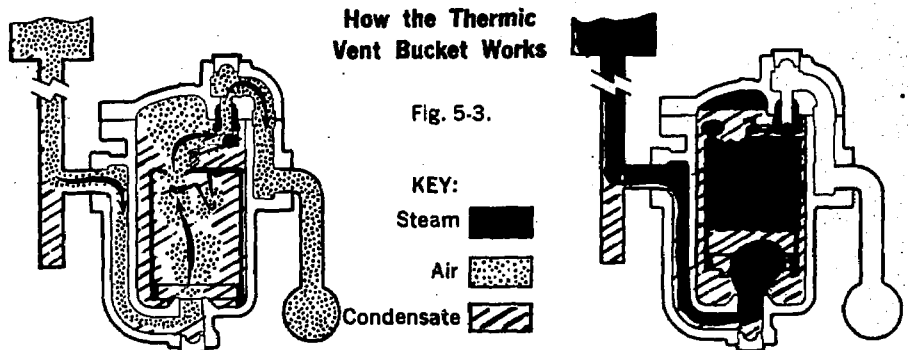 How the Thermic
Vent Bucket Works
Fig. 5-3.
KEY:
Steam
Air
Condensate